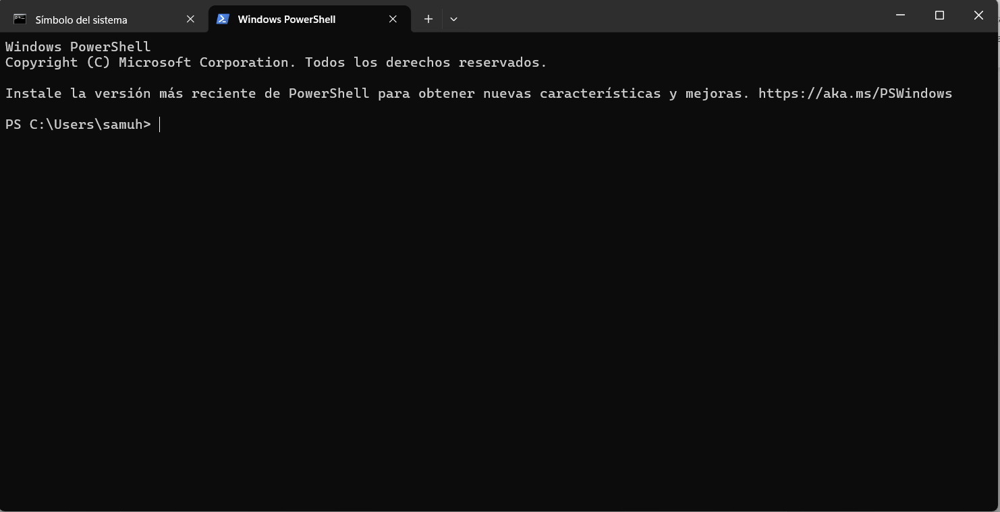 Símbolo del sistema
Windows PowerShell
Windows PowerShell
Copyright (C) Microsoft Corporation. Todos los derechos reservados.
Instale la versión más reciente de PowerShell para obtener nuevas características y mejoras. https://aka.ms/PSWindows
PS C:\Users\samuh>